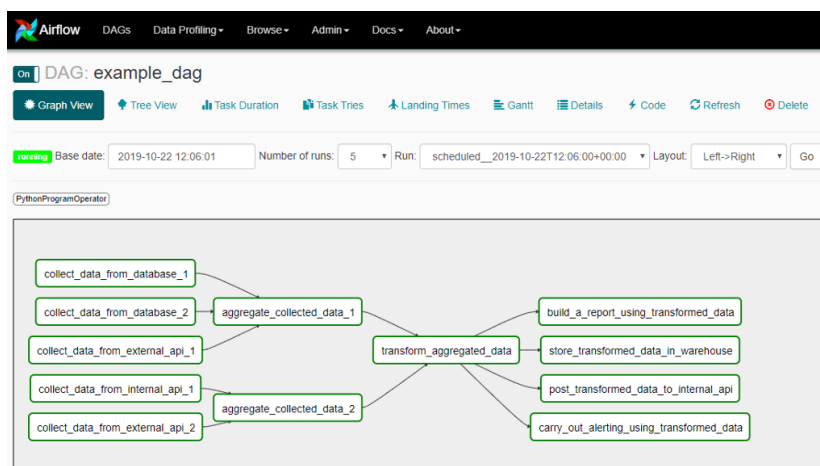 Airflow DAGs Data Profiling Browse Admin Docs About
On DAG: example_dag
Graph View Tree View Task Duration Task Tries Landing Times Gantt Details Code Refresh Delete
running Base date: 2019-10-22 12:06:01 Number of runs: 5 Run: scheduled__2019-10-22T12:06:00+00:00 Layout: Left->Right Go
PythonProgramOperator
collect_data_from_database_1
collect_data_from_database_2 aggregate_collected_data_1 build_a_report_using_transformed_data
collect_data_from_external_api_1 transform_aggregated_data store_transformed_data_in_warehouse
collect_data_from_internal_api_1 post_transformed_data_to_internal_api
aggregate_collected_data_2
collect_data_from_external_api_2 carry_out_alerting_using_transformed_data